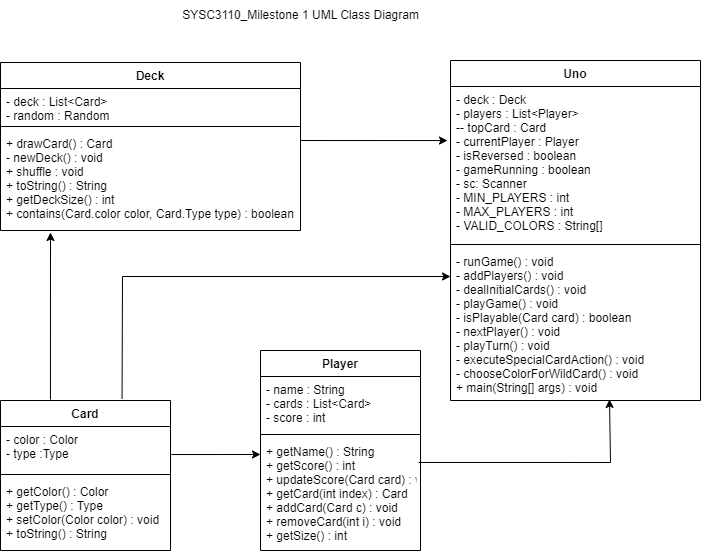 SYSC3110_Milestone 1 UML Class Diagram
Deck
- deck : List<Card>
- random : Random
+ drawCard() : Card
- newDeck() : void
+ shuffle : void
+ toString() : String
+ getDeckSize() : int
+ contains(Card.color color, Card.Type type) : boolean
Uno
- deck : Deck
- players : List<Player>
-- topCard : Card
- currentPlayer : Player
- isReversed : boolean
- gameRunning : boolean
- sc: Scanner
- MIN_PLAYERS : int
- MAX_PLAYERS : int
- VALID_COLORS : String[]
- runGame() : void
- addPlayers() : void
- dealInitialCards() : void
- playGame() : void
- isPlayable(Card card) : boolean
- nextPlayer() : void
- playTurn() : void
- executeSpecialCardAction() : void
- chooseColorForWildCard() : void
+ main(String[] args) : void
Player
- name : String
- cards : List<Card>
- score : int
+ getName() : String
+ getScore() : int
+ updateScore(Card card) :
+ getCard(int index) : Card
+ addCard(Card c) : void
+ removeCard(int i) : void
+ getSize() : int
Card
- color : Color
- type :Type
+ getColor() : Color
+ getType() : Type
+ setColor(Color color) : void
+ toString() : String